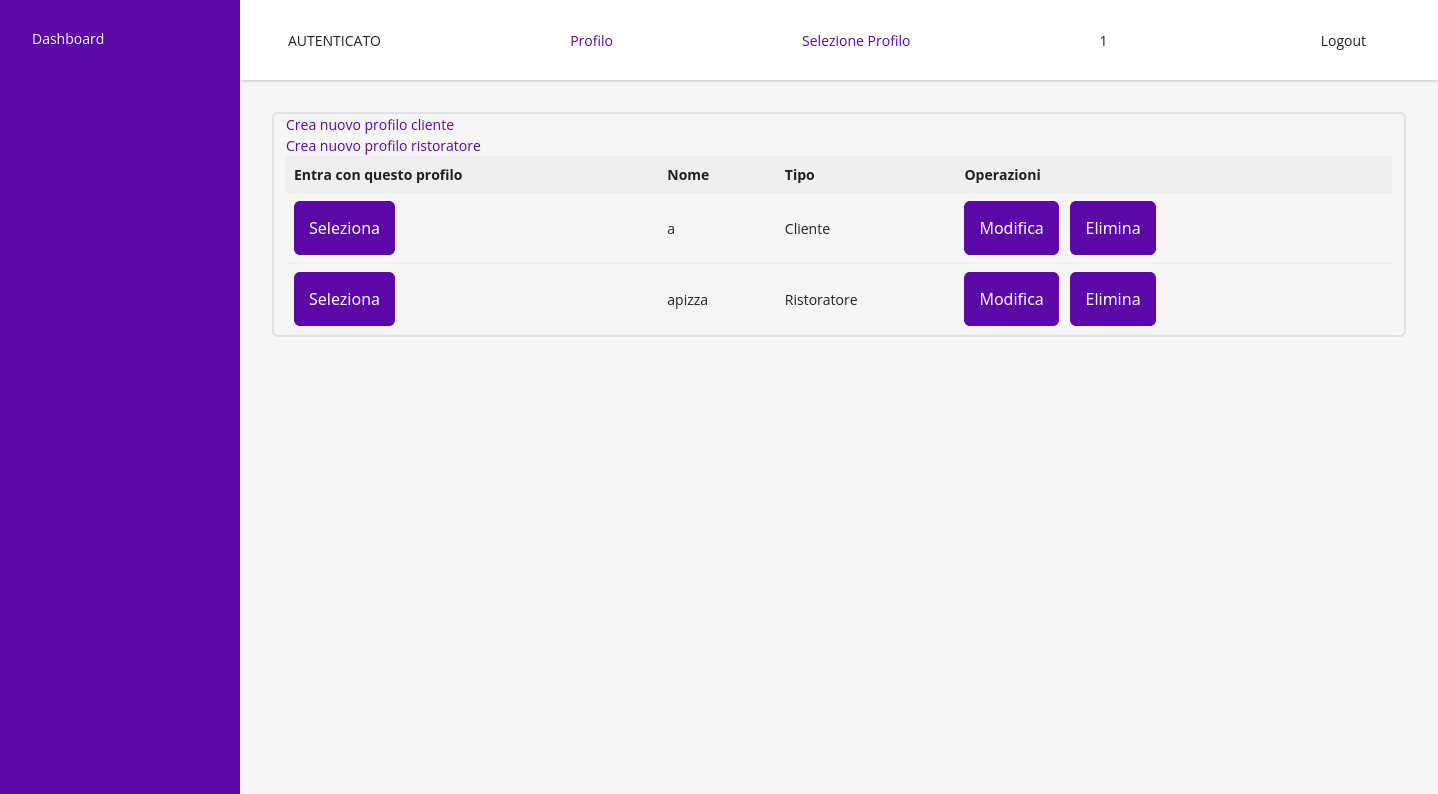 Dashboard
AUTENTICATO Profilo Selezione Profilo 1 Logout
Crea nuovo profilo cliente
Crea nuovo profilo ristoratore
Entra con questo profilo Nome Tipo Operazioni
Seleziona a Cliente Modifica Elimina
Seleziona apizza Ristoratore Modifica Elimina